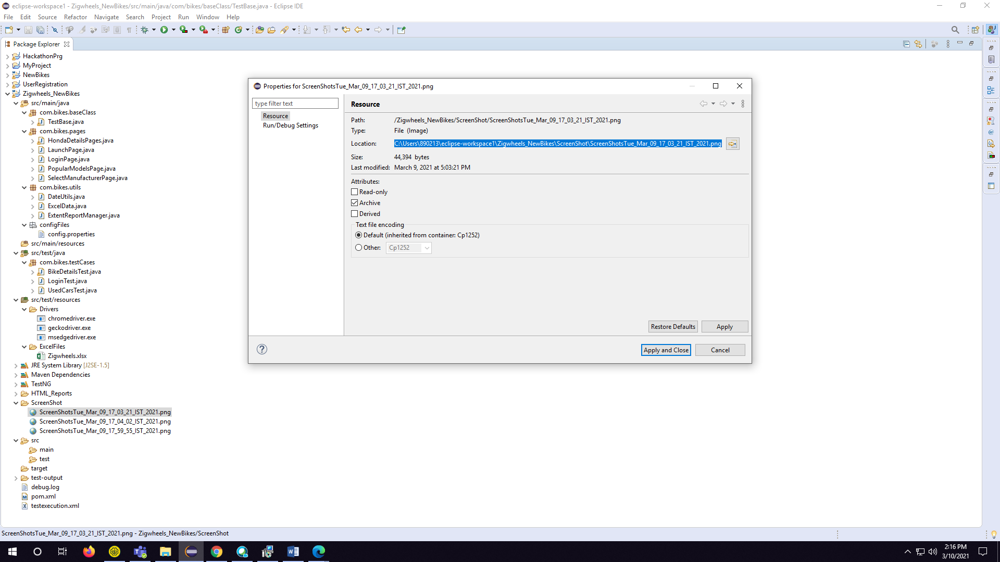 eclipse-workspace1 - Zigwheels_NewBikes/src/main/java/com/bikes/baseClass/TestBase.java - Eclipse IDE
File Edit Source Refactor Navigate Search Project Run Window Help
Package Explorer
HackathonPrg
MyProject
NewBikes
UserRegistration
Zigwheels_NewBikes
src/main/java
com.bikes.baseClass
TestBase.java
com.bikes.pages
HondaDetailsPages.java
LaunchPage.java
LoginPage.java
PopularModelsPage.java
SelectManufacturerPage.java
com.bikes.utils
DateUtils.java
ExcelData.java
ExtentReportManager.java
configFiles
config.properties
src/main/resources
src/test/java
com.bikes.testCases
BikeDetailsTest.java
LoginTest.java
UsedCarsTest.java
src/test/resources
Drivers
chromedriver.exe
geckodriver.exe
msedgedriver.exe
ExcelFiles
Zigwheels.xlsx
JRE System Library [J2SE-1.5]
Maven Dependencies
TestNG
HTML_Reports
ScreenShot
ScreenShotsTue_Mar_09_17_03_21_IST_2021.png
ScreenShotsTue_Mar_09_17_04_02_IST_2021.png
ScreenShotsTue_Mar_09_17_59_55_IST_2021.png
src
main
test
target
test-output
debug.log
pom.xml
testexecution.xml
Properties for ScreenShotsTue_Mar_09_17_03_21_IST_2021.png
type filter text
Resource
Run/Debug Settings
Resource
Path: /Zigwheels_NewBikes/ScreenShot/ScreenShotsTue_Mar_09_17_03_21_IST_2021.png
Type: File (Image)
Location: C:\Users\890213\eclipse-workspace1\Zigwheels_NewBikes\ScreenShot\ScreenShotsTue_Mar_09_17_03_21_IST_2021.png
Size: 44,394 bytes
Last modified: March 9, 2021 at 5:03:21 PM
Attributes:
Read-only
Archive
Derived
Text file encoding
Default (inherited from container: Cp1252)
Other: Cp1252
Restore Defaults Apply
Apply and Close Cancel
ScreenShotsTue_Mar_09_17_03_21_IST_2021.png - Zigwheels_NewBikes/ScreenShot
2:16 PM
3/10/2021